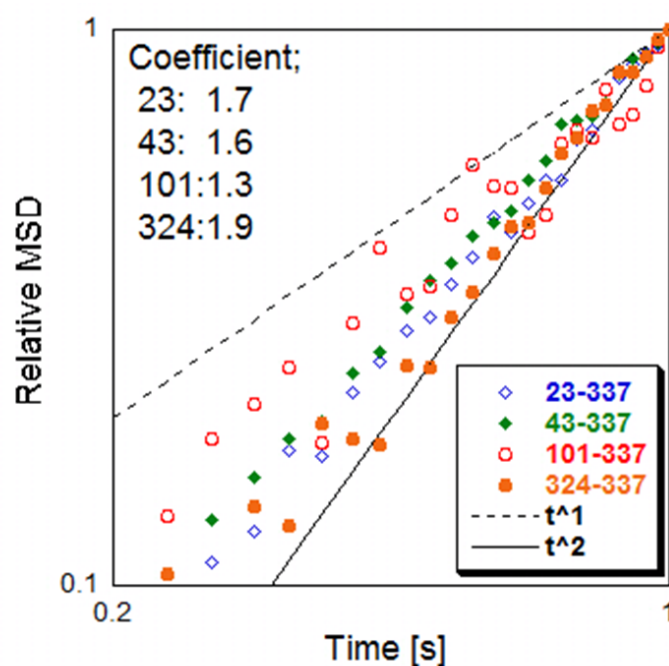 1
Coefficient;
23: 1.7
43: 1.6
101:1.3
324:1.9
Relative MSD
23-337
43-337
101-337
324-337
t^1
t^2
0.1
0.2
1
Time [s]